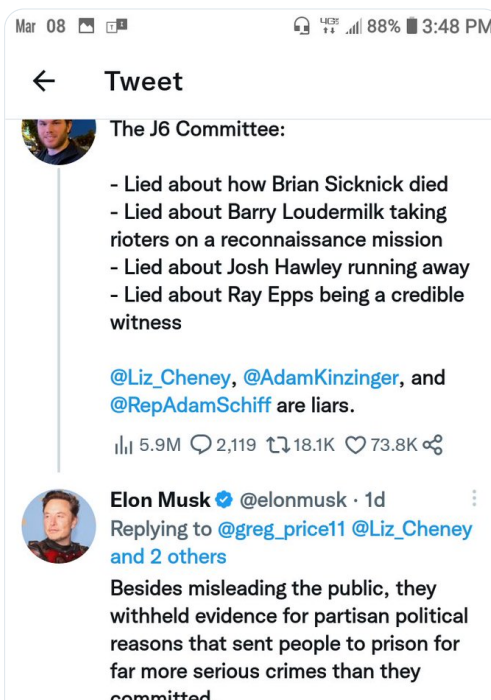 Mar 08 4G 88% 3:48 PM
Tweet
The J6 Committee:
- Lied about how Brian Sicknick died
- Lied about Barry Loudermilk taking
rioters on a reconnaissance mission
- Lied about Josh Hawley running away
- Lied about Ray Epps being a credible
witness
@Liz_Cheney, @AdamKinzinger, and
@RepAdamSchiff are liars.
5.9M 2,119 18.1K 73.8K
Elon Musk @elonmusk · 1d
Replying to @greg_price11 @Liz_Cheney
and 2 others
Besides misleading the public, they
withheld evidence for partisan political
reasons that sent people to prison for
far more serious crimes than they
committed